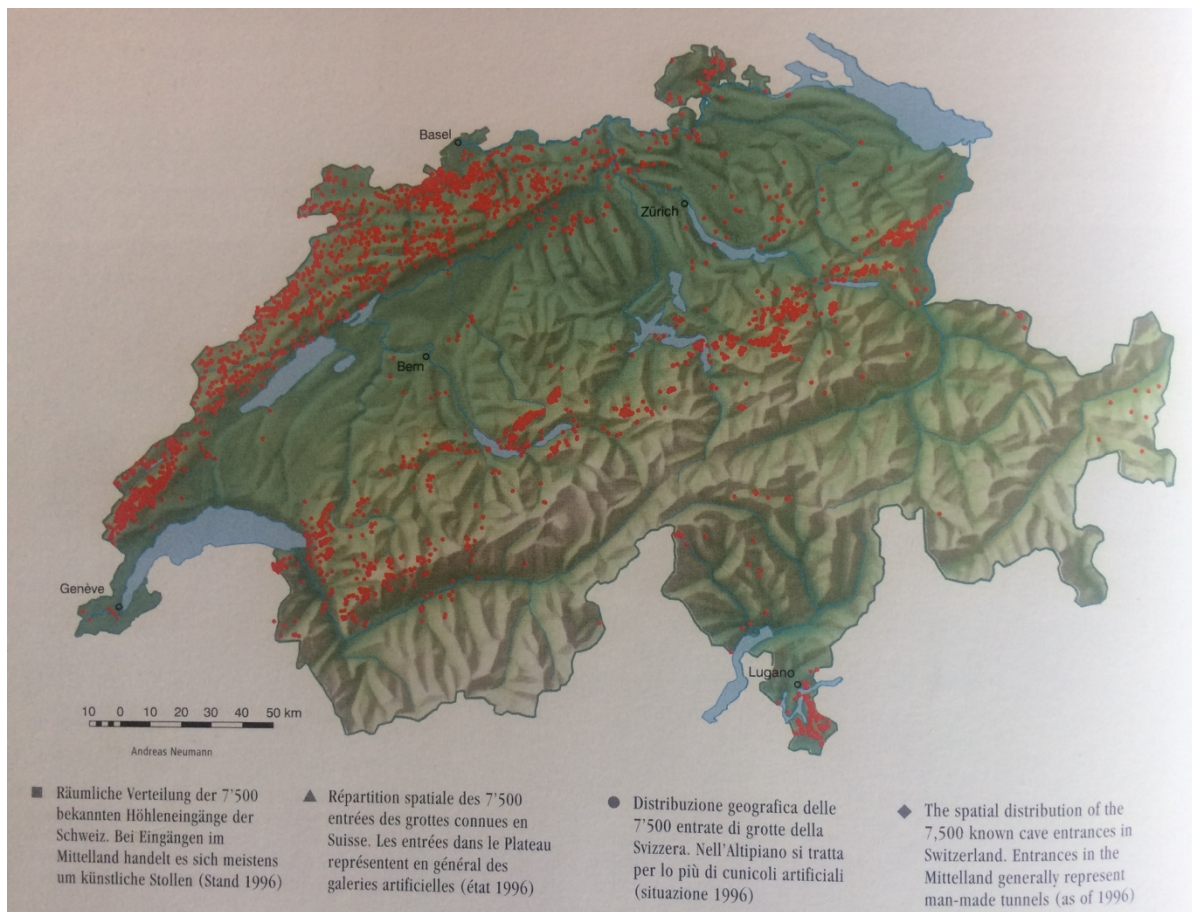 Basel
Zürich
Bern
Genève
Lugano
10 0 10 20 30 40 50 km
Andreas Neumann
Räumliche Verteilung der 7'500
bekannten Höhleneingänge der
Schweiz. Bei Eingängen im
Mittelland handelt es sich meistens
um künstliche Stollen (Stand 1996)
Répartition spatiale des 7'500
entrées des grottes connues en
Suisse. Les entrées dans le Plateau
représentent en général des
galeries artificielles (état 1996)
Distribuzione geografica delle
7'500 entrate di grotte della
Svizzera. Nell'Altipiano si tratta
per lo più di cunicoli artificiali
(situazione 1996)
The spatial distribution of the
7,500 known cave entrances in
Switzerland. Entrances in the
Mittelland generally represent
man-made tunnels (as of 1996)